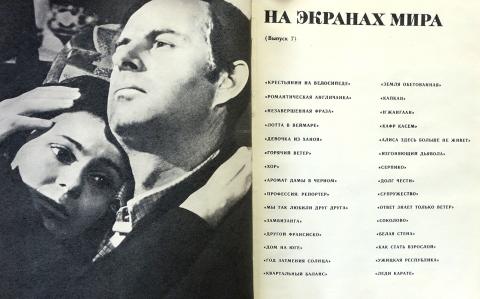 НА ЭКРАНАХ МИРА
(Выпуск 7)
«КРЕСТЬЯНИН НА ВЕЛОСИПЕДЕ»
«РОМАНТИЧЕСКАЯ АНГЛИЧАНКА»
«НЕЗАВЕРШЕННАЯ ФРАЗА»
«ЛОТТА В ВЕЙМАРЕ»
«ДЕВОЧКА ИЗ ХАНОЯ»
«ГОРЯЧИЙ ВЕТЕР»
«ХОР»
«АРОМАТ ДАМЫ В ЧЕРНОМ»
«ПРОФЕССИЯ: РЕПОРТЕР»
«МЫ ТАК ЛЮБИЛИ ДРУГ ДРУГА»
«ЗАМБИЗАНГА»
«ДРУГОЙ ФРАНСИСКО»
«ДОМ НА ЮГЕ»
«ГОД ЗАТМЕНИЯ СОЛНЦА»
«КВАРТАЛЬНЫЙ БАЛАНС»
«ЗЕМЛЯ ОБЕТОВАННАЯ»
«КАПКАН»
«КАФР КАСЕМ»
«АЛИСА ЗДЕСЬ БОЛЬШЕ НЕ ЖИВЕТ»
«ИЗГОНЯЮЩИЙ ДЬЯВОЛА»
«СЕРПИКО»
«ДОЛГ ЧЕСТИ»
«СУПРУЖЕСТВО»
«ОТВЕТ ЗНАЕТ ТОЛЬКО ВЕТЕР»
«СОКОЛОВО»
«БЕЛАЯ СТЕНА»
«КАК СТАТЬ ВЗРОСЛОЙ»
«УЖИЦКАЯ РЕСПУБЛИКА»
«ЛЕДИ КАРАТЕ»